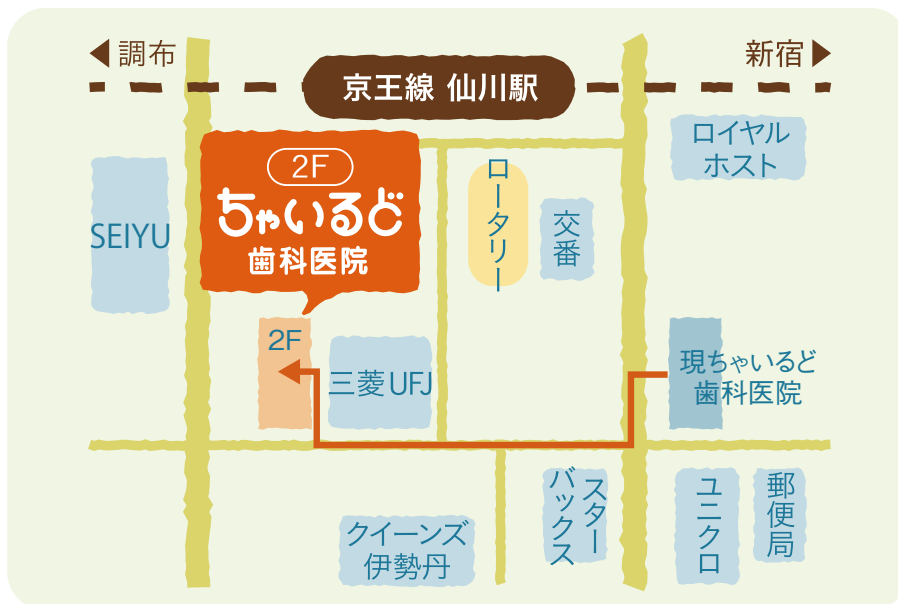 調布
新宿
京王線 仙川駅
ロイヤル
ホスト
2F
ちゃいるど
歯科医院
SEIYU
ロータリー
交番
2F
三菱UFJ
現ちゃいるど
歯科医院
クイーンズ
伊勢丹
スター
バックス
ユニクロ
郵便局